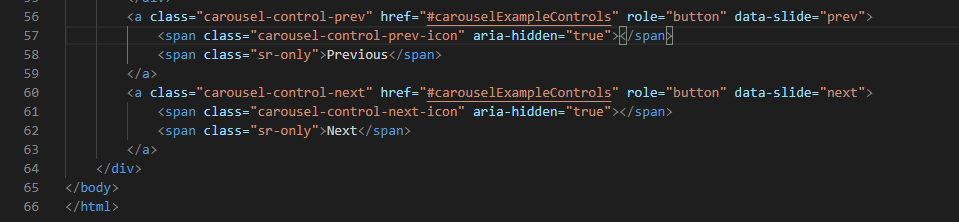 55 </div>
56 <a class="carousel-control-prev" href="#carouselExampleControls" role="button" data-slide="prev">
57 <span class="carousel-control-prev-icon" aria-hidden="true"></span>
58 <span class="sr-only">Previous</span>
59 </a>
60 <a class="carousel-control-next" href="#carouselExampleControls" role="button" data-slide="next">
61 <span class="carousel-control-next-icon" aria-hidden="true"></span>
62 <span class="sr-only">Next</span>
63 </a>
64 </div>
65 </body>
66 </html>